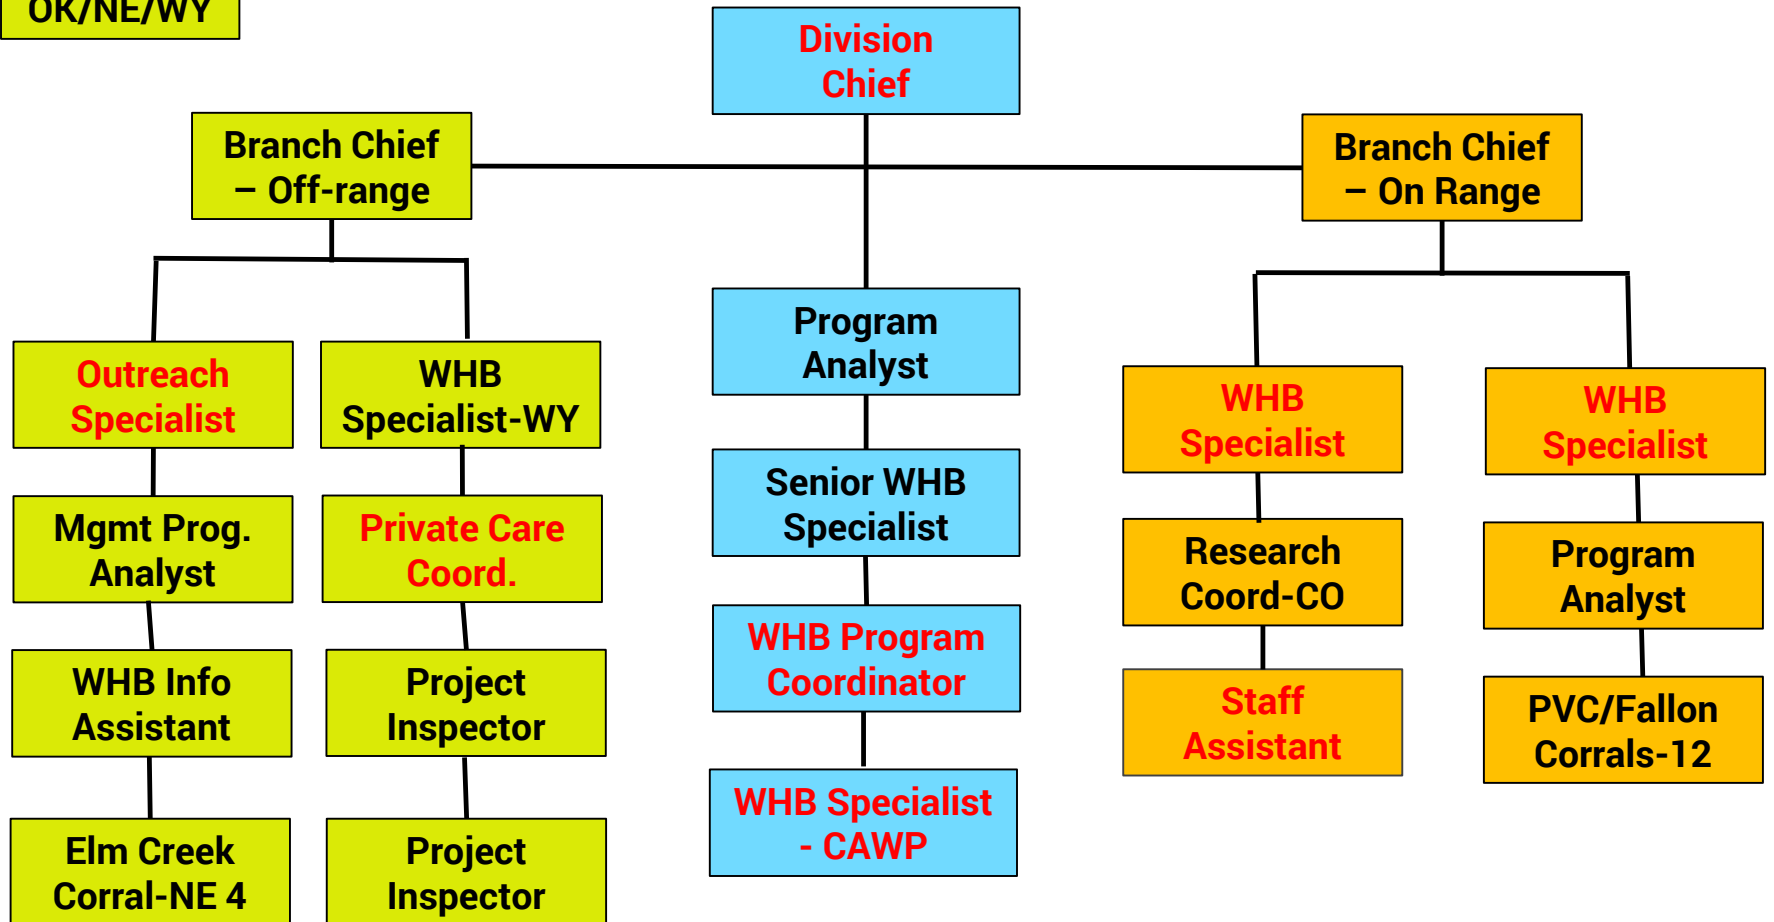 OK/NE/WY
Division
Chief
Branch Chief
– Off-range
Branch Chief
– On Range
Outreach
Specialist
WHB
Specialist-WY
Mgmt Prog.
Analyst
Private Care
Coord.
WHB Info
Assistant
Project
Inspector
Elm Creek
Corral-NE 4
Project
Inspector
Program
Analyst
Senior WHB
Specialist
WHB Program
Coordinator
WHB Specialist
- CAWP
WHB
Specialist
WHB
Specialist
Research
Coord-CO
Program
Analyst
Staff
Assistant
PVC/Fallon
Corrals-12